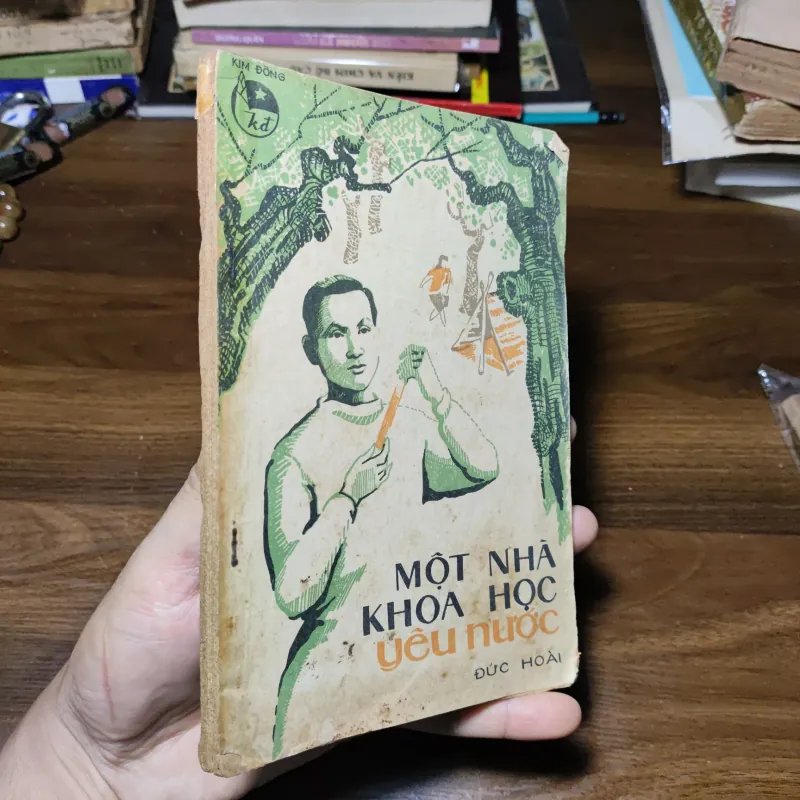 KIM ĐỒNG
kđ
MỘT NHÀ
KHOA HỌC
yêu nước
ĐỨC HOÀI